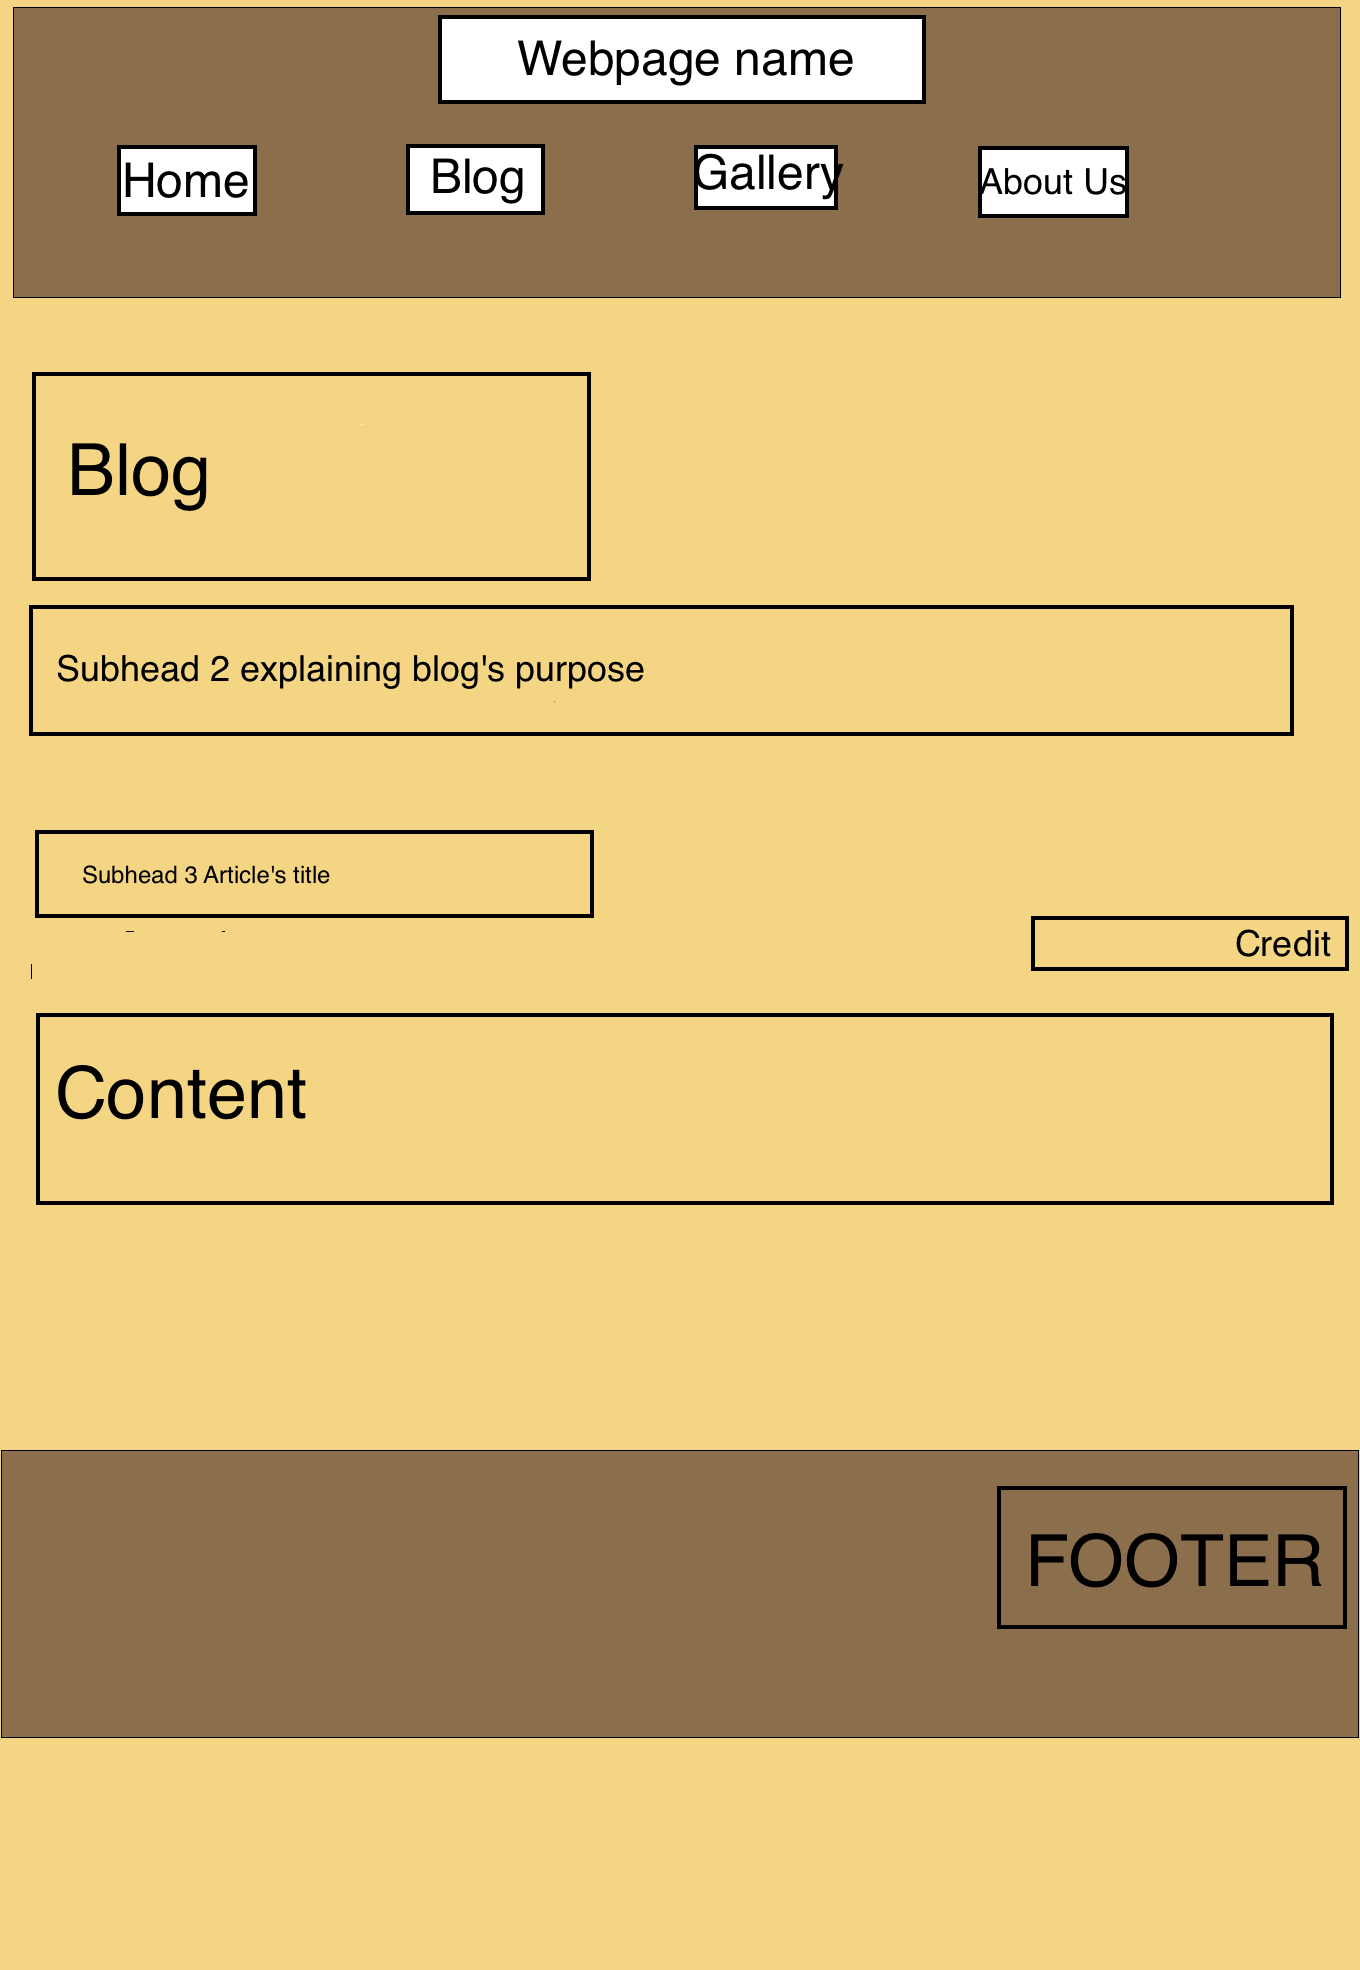 Webpage name
Home Blog Gallery About Us
Blog
Subhead 2 explaining blog's purpose
Subhead 3 Article's title
Credit
Content
FOOTER